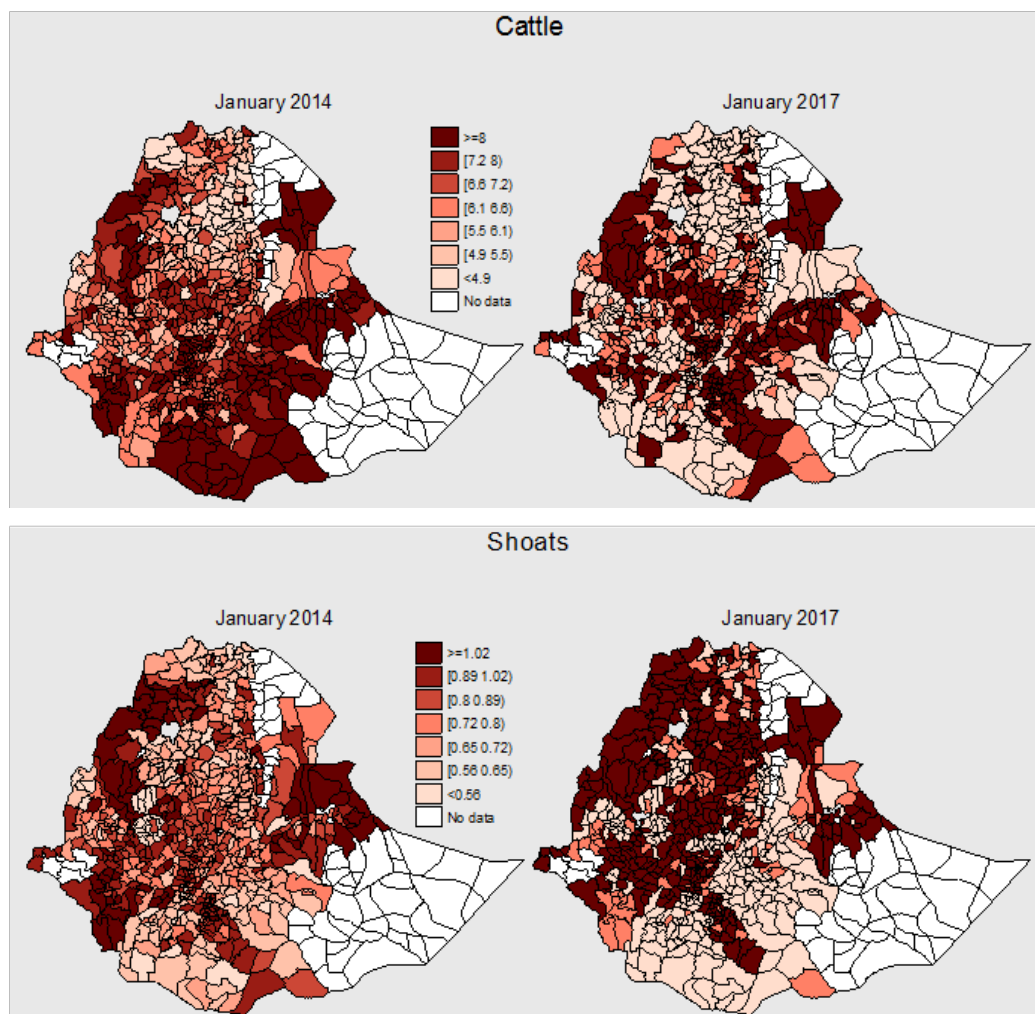 Cattle
January 2014
January 2017
>=8
[7.2 8)
[6.6 7.2)
[6.1 6.6)
[5.5 6.1)
[4.9 5.5)
<4.9
No data
Shoats
January 2014
January 2017
>=1.02
[0.89 1.02)
[0.8 0.89)
[0.72 0.8)
[0.65 0.72)
[0.56 0.65)
<0.56
No data